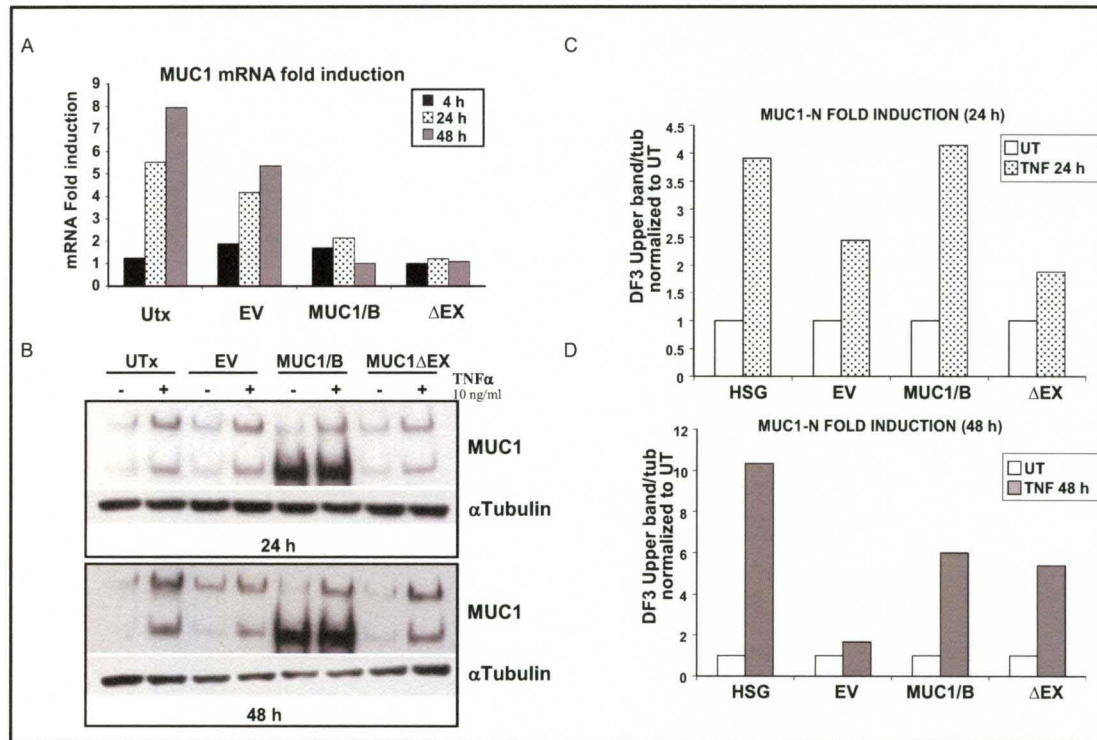 A
MUC1 mRNA fold induction
9
8
7
6
5
4
3
2
1
0
mRNA Fold induction
4 h
24 h
48 h
Utx
EV
MUC1/B
ΔEX
B
UTx
EV
MUC1/B
MUC1ΔEX
- + - + - + - +
TNFα
10 ng/ml
MUC1
αTubulin
24 h
MUC1
αTubulin
48 h
C
MUC1-N FOLD INDUCTION (24 h)
4.5
4
3.5
3
2.5
2
1.5
1
0.5
0
DF3 Upper band/tub
normalized to UT
UT
TNF 24 h
HSG
EV
MUC1/B
ΔEX
D
MUC1-N FOLD INDUCTION (48 h)
12
10
8
6
4
2
0
DF3 Upper band/tub
normalized to UT
UT
TNF 48 h
HSG
EV
MUC1/B
ΔEX